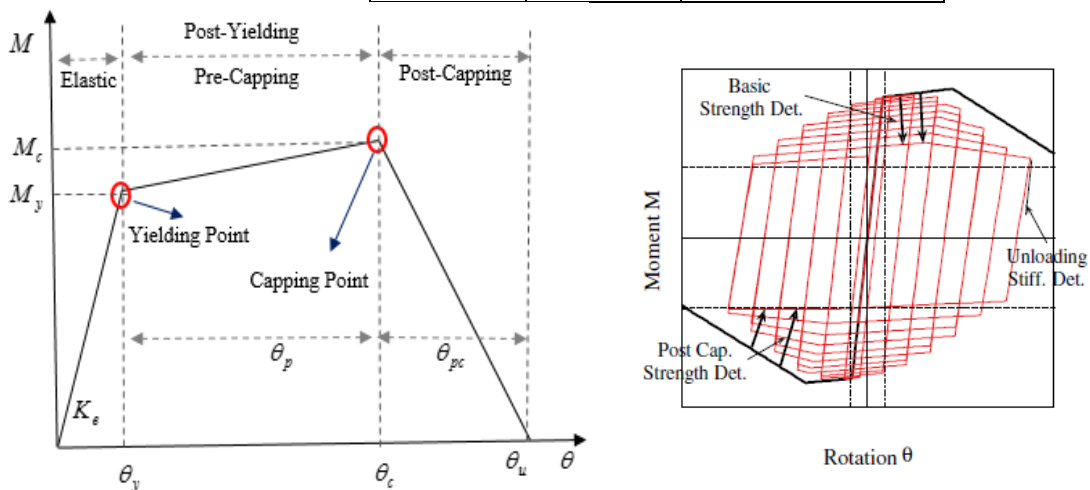 M
Post-Yielding
Elastic
Pre-Capping
Post-Capping
M_c
M_y
Yielding Point
Capping Point
θ_p
θ_pc
K_e
θ_y
θ_c
θ_u
θ
Basic
Strength Det.
Moment M
Unloading
Stiff. Det.
Post Cap.
Strength Det.
Rotation θ